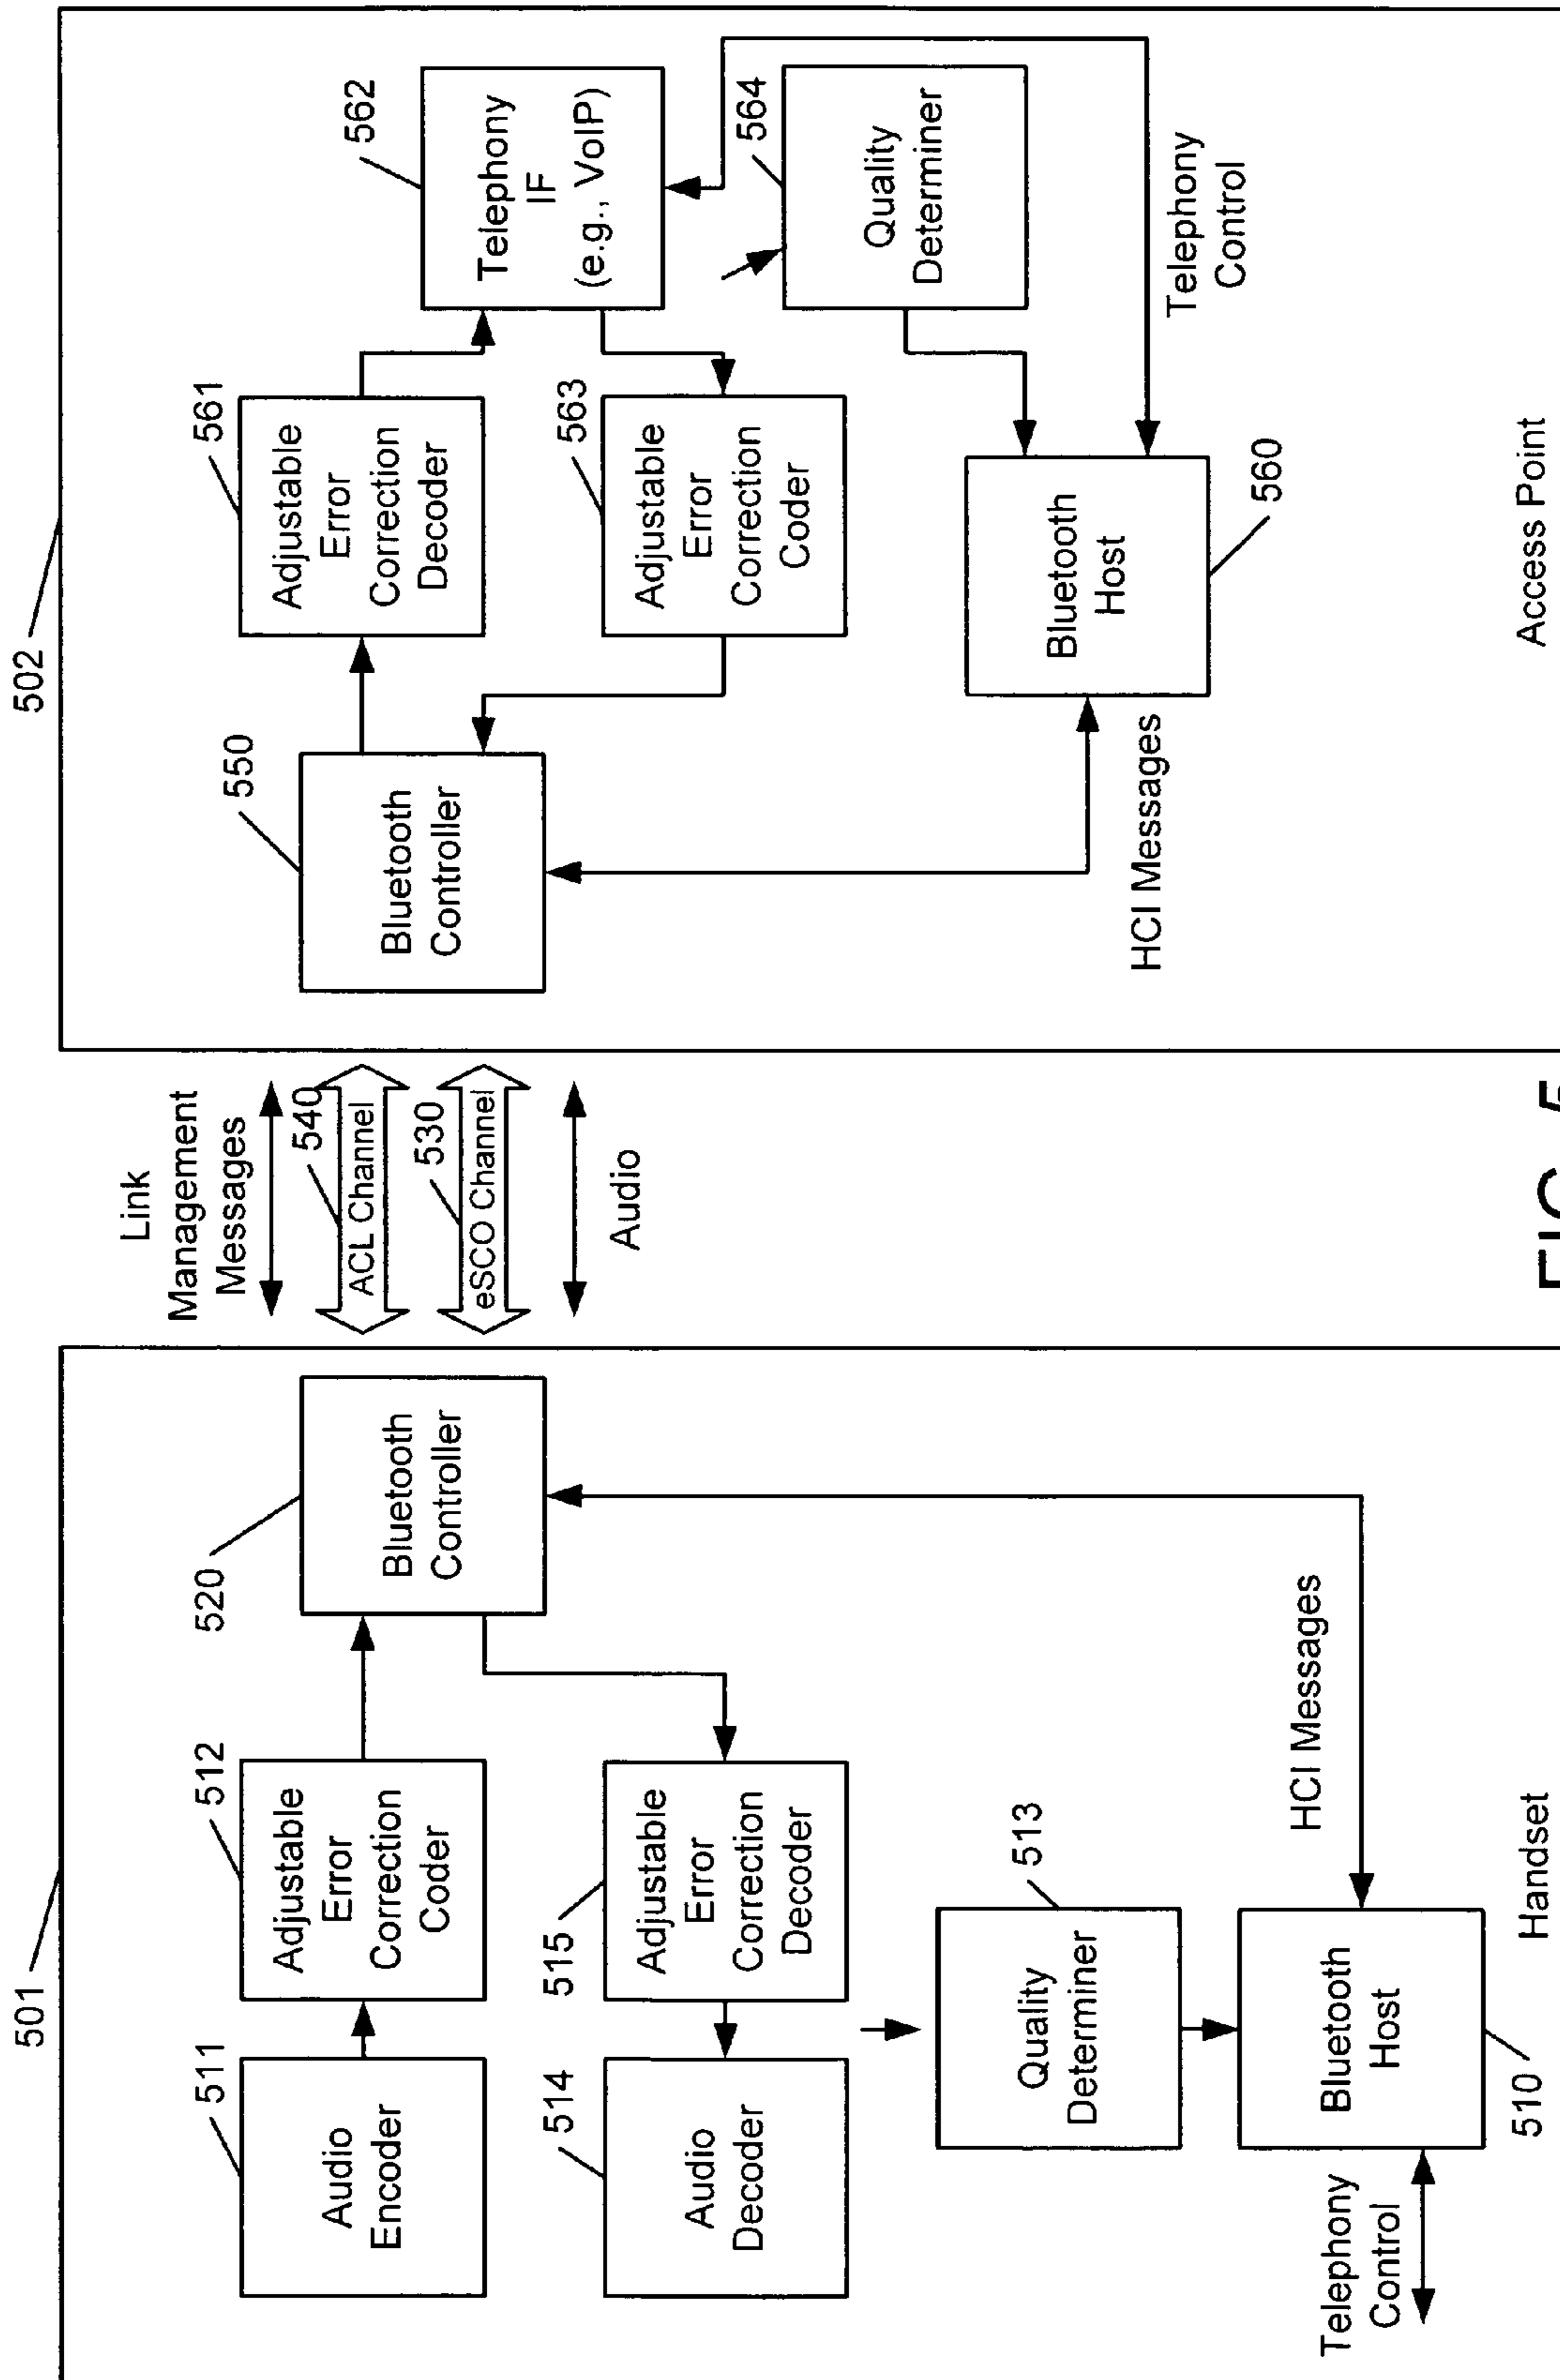 501
511
Audio
Encoder
512
Adjustable
Error
Correction
Coder
520
Bluetooth
Controller
514
Audio
Decoder
515
Adjustable
Error
Correction
Decoder
513
Quality
Determiner
Bluetooth
Host
510
Telephony
Control
HCI Messages
Handset
Link
Management
Messages
540
ACL Channel
530
eSCO Channel
Audio
502
550
Bluetooth
Controller
561
Adjustable
Error
Correction
Decoder
562
Telephony
IF
(e.g., VoIP)
563
Adjustable
Error
Correction
Coder
564
Quality
Determiner
Bluetooth
Host
560
HCI Messages
Telephony
Control
Access Point